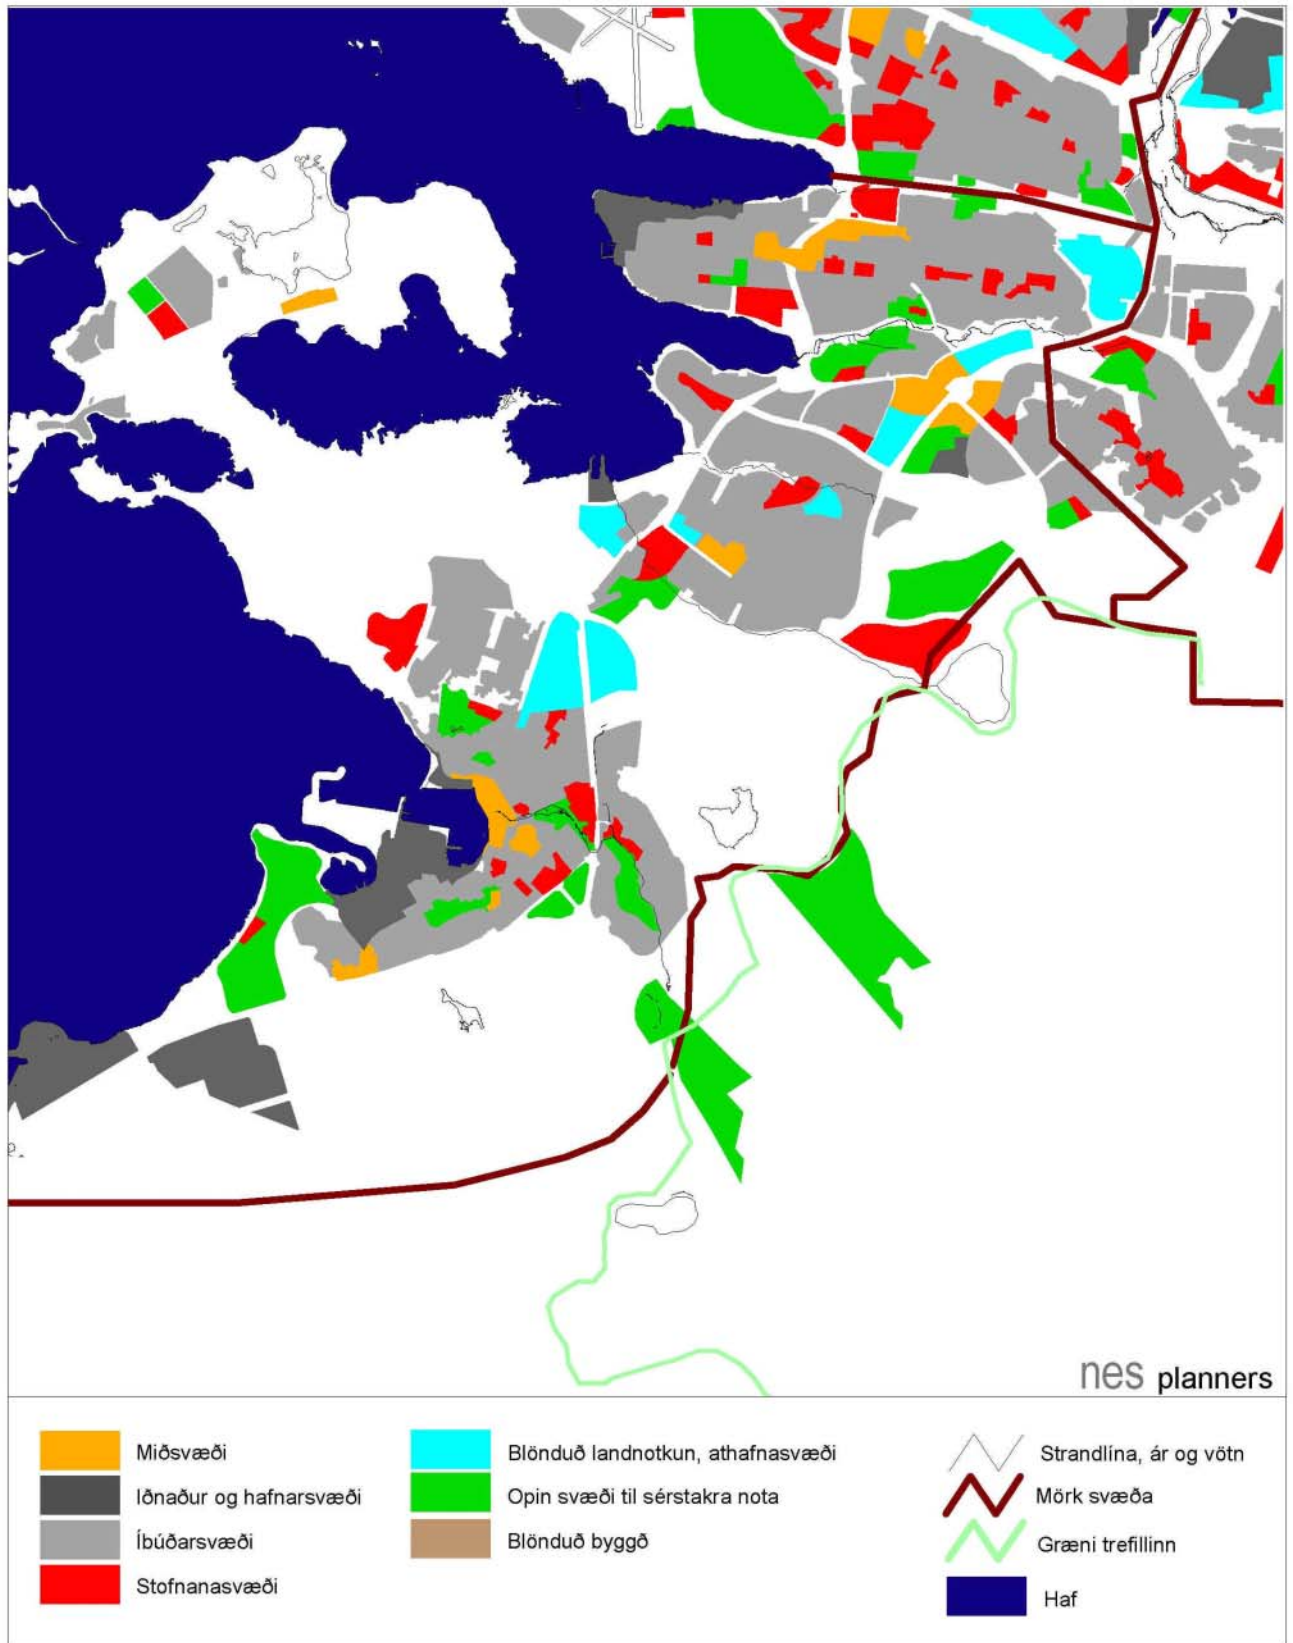 nes planners
Miðsvæði
Iðnaður og hafnarsvæði
Íbúðarsvæði
Stofnanasvæði
Blönduð landnotkun, athafnasvæði
Opin svæði til sérstakra nota
Blönduð byggð
Strandlína, ár og vötn
Mörk svæða
Græni trefillinn
Haf